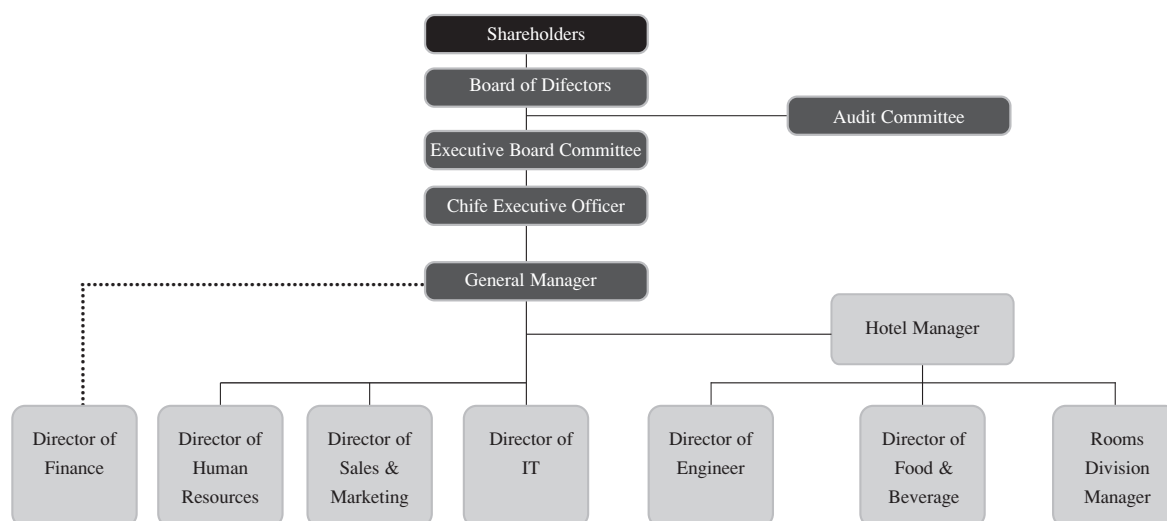 Shareholders
Board of Difectors
Audit Committee
Executive Board Committee
Chife Executive Officer
General Manager
Hotel Manager
Director of
Finance
Director of
Human
Resources
Director of
Sales &
Marketing
Director of
IT
Director of
Engineer
Director of
Food &
Beverage
Rooms
Division
Manager